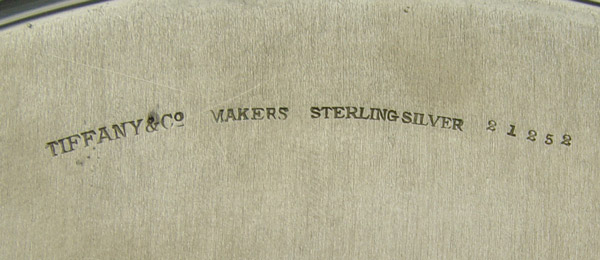 TIFFANY & Cº MAKERS STERLING SILVER 21252